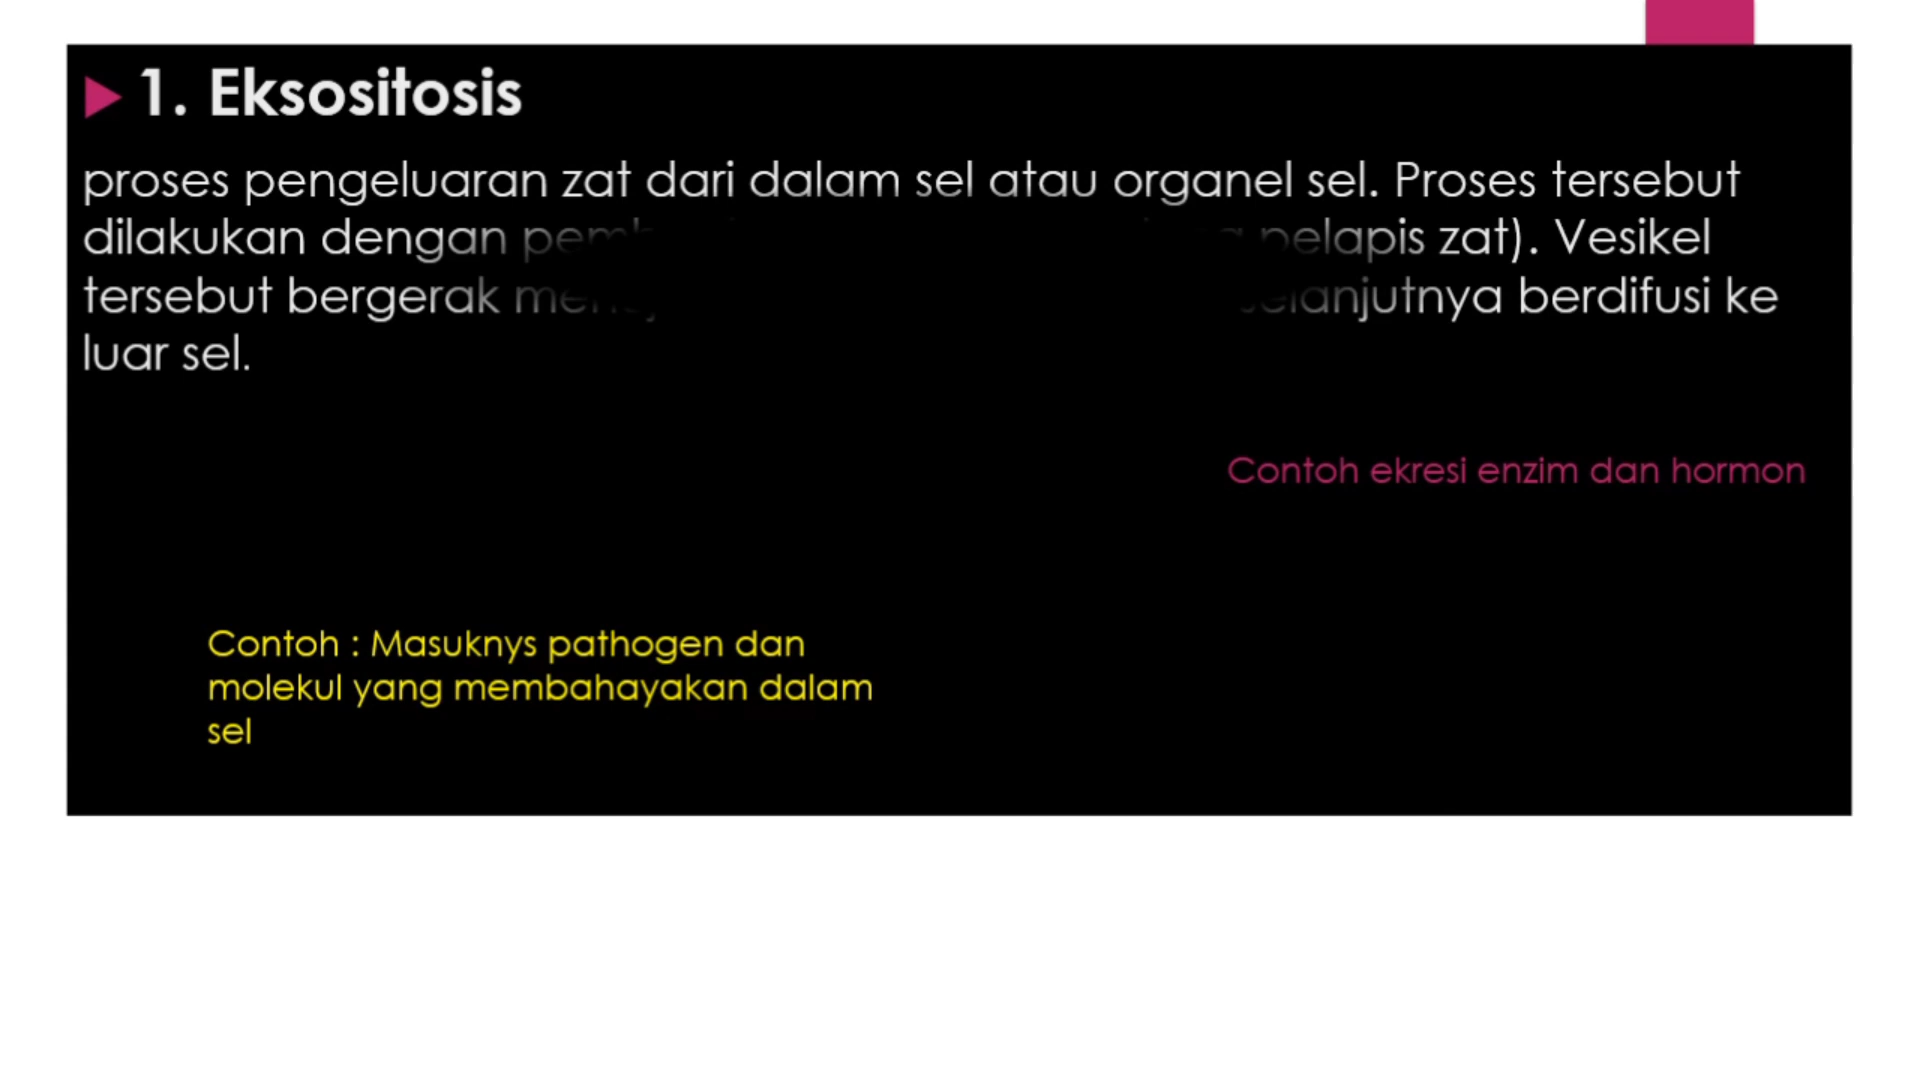 1. Eksositosis
proses pengeluaran zat dari dalam sel atau organel sel. Proses tersebut
dilakukan dengan pelapis zat). Vesikel
tersebut bergerak selanjutnya berdifusi ke
luar sel.
Contoh ekresi enzim dan hormon
Contoh : Masuknys pathogen dan
molekul yang membahayakan dalam
sel